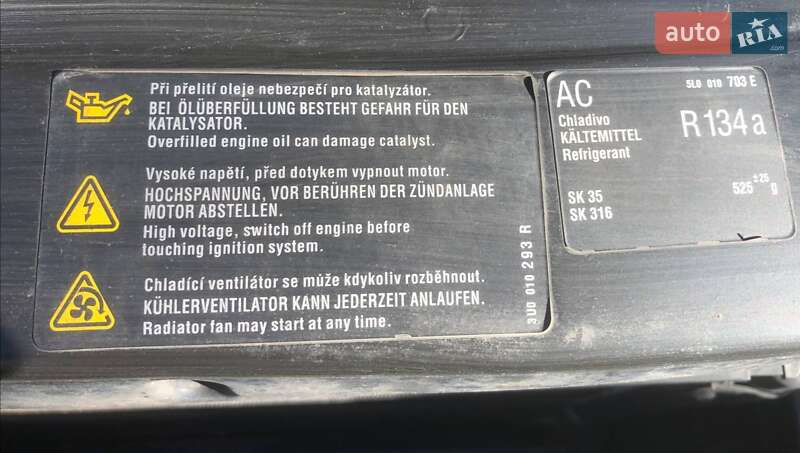 Při přelití oleje nebezpečí pro katalyzátor.
BEI ÖLÜBERFÜLLUNG BESTEHT GEFAHR FÜR DEN
KATALYSATOR.
Overfilled engine oil can damage catalyst.
Vysoké napětí, před dotykem vypnout motor.
HOCHSPANNUNG, VOR BERÜHREN DER ZÜNDANLAGE
MOTOR ABSTELLEN.
High voltage, switch off engine before
touching ignition system.
Chladící ventilátor se může kdykoliv rozběhnout.
KÜHLERVENTILATOR KANN JEDERZEIT ANLAUFEN.
Radiator fan may start at any time.
3U0 010 293 R
AC
5L0 010 703 E
Chladivo
KÄLTEMITTEL
Refrigerant
R 134 a
SK 35
SK 316
525 ±25 g
auto RIA .com